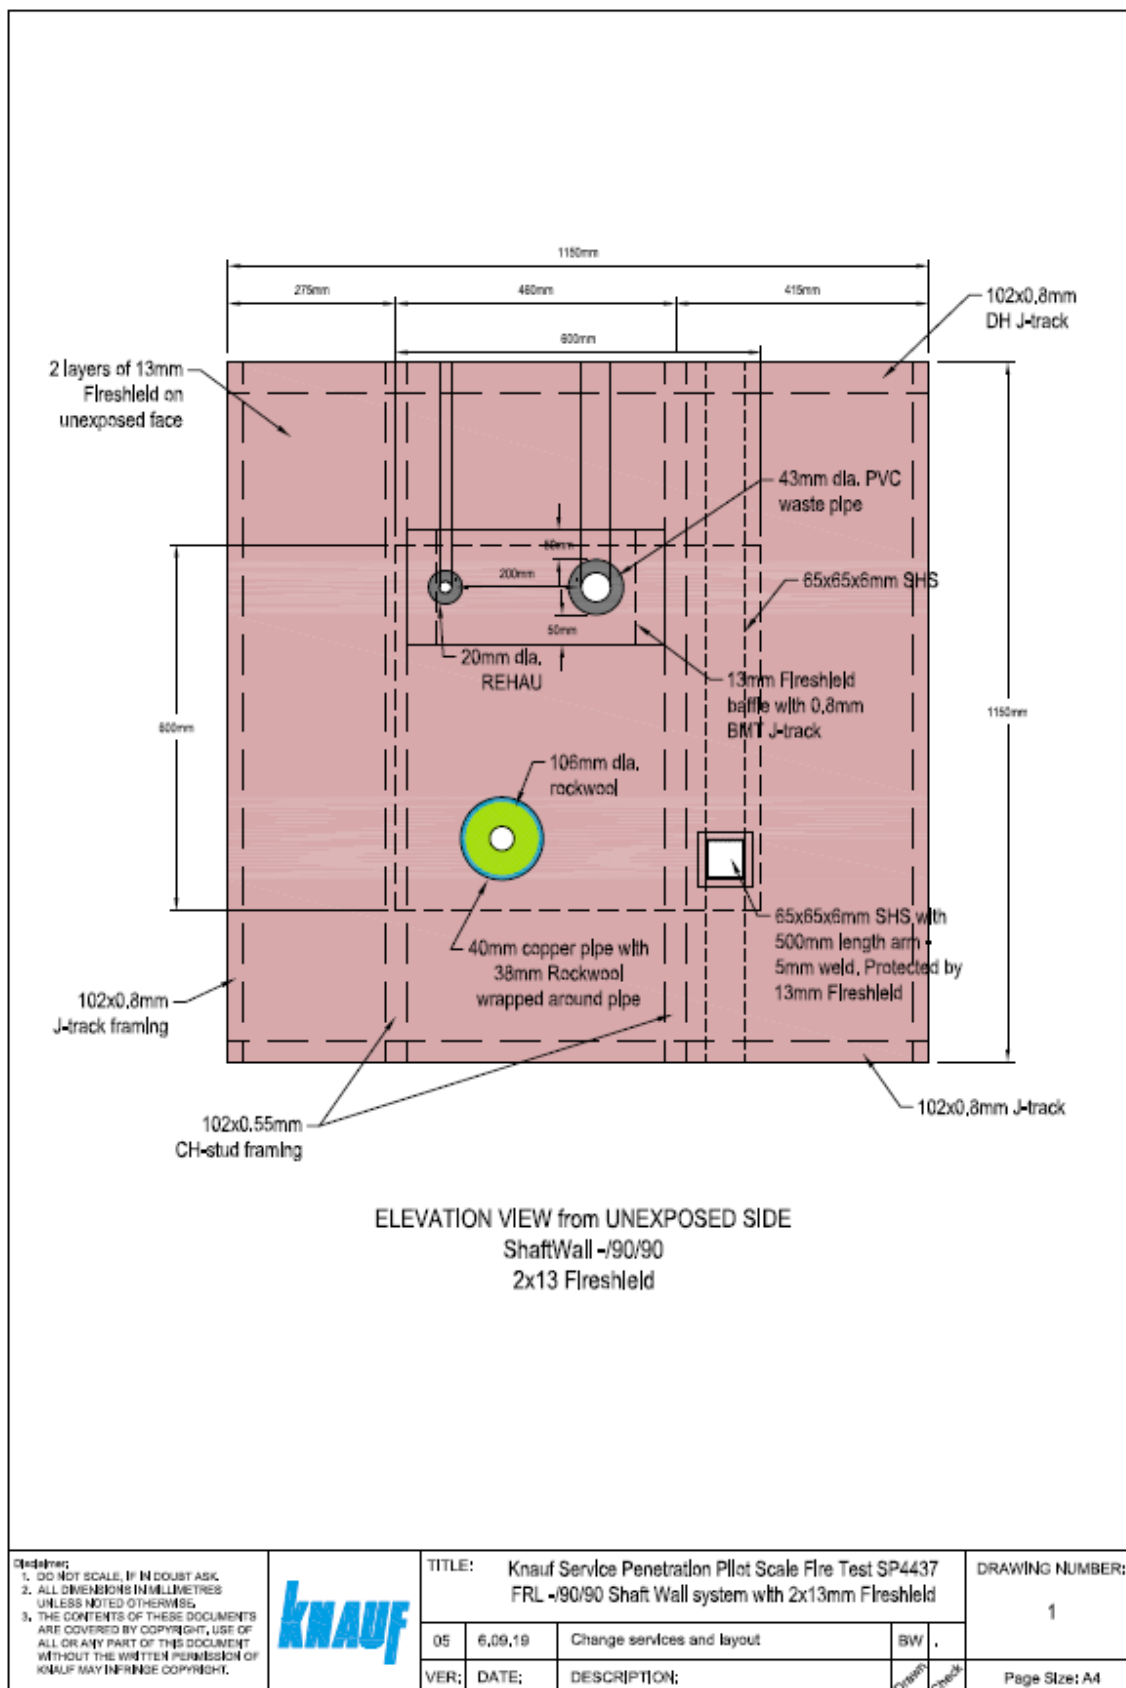 1150mm
275mm
460mm
415mm
600mm
102x0.8mm
DH J-track
2 layers of 13mm
Fireshield on
unexposed face
43mm dia. PVC
waste pipe
50mm
200mm
65x65x6mm SHS
50mm
20mm dia.
REHAU
13mm Fireshield
baffle with 0.8mm
BMT J-track
600mm
1150mm
106mm dia.
rockwool
65x65x6mm SHS with
500mm length arm -
5mm weld. Protected by
13mm Fireshield
40mm copper pipe with
38mm Rockwool
wrapped around pipe
102x0.8mm
J-track framing
102x0.8mm J-track
102x0.55mm
CH-stud framing
ELEVATION VIEW from UNEXPOSED SIDE
ShaftWall -/90/90
2x13 Fireshield
Disclaimer:
1. DO NOT SCALE, IF IN DOUBT ASK.
2. ALL DIMENSIONS IN MILLIMETRES
UNLESS NOTED OTHERWISE.
3. THE CONTENTS OF THESE DOCUMENTS
ARE COVERED BY COPYRIGHT, USE OF
ALL OR ANY PART OF THIS DOCUMENT
WITHOUT THE WRITTEN PERMISSION OF
KNAUF MAY INFRINGE COPYRIGHT.
KNAUF
TITLE: Knauf Service Penetration Pilot Scale Fire Test SP4437
FRL -/90/90 Shaft Wall system with 2x13mm Fireshield
DRAWING NUMBER:
1
05 6.09.19 Change services and layout BW .
VER: DATE: DESCRIPTION: Drawn Check
Page Size: A4